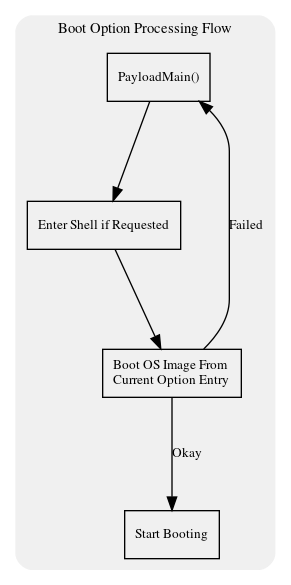 Boot Option Processing Flow
PayloadMain()
Enter Shell if Requested
Failed
Boot OS Image From
Current Option Entry
Okay
Start Booting